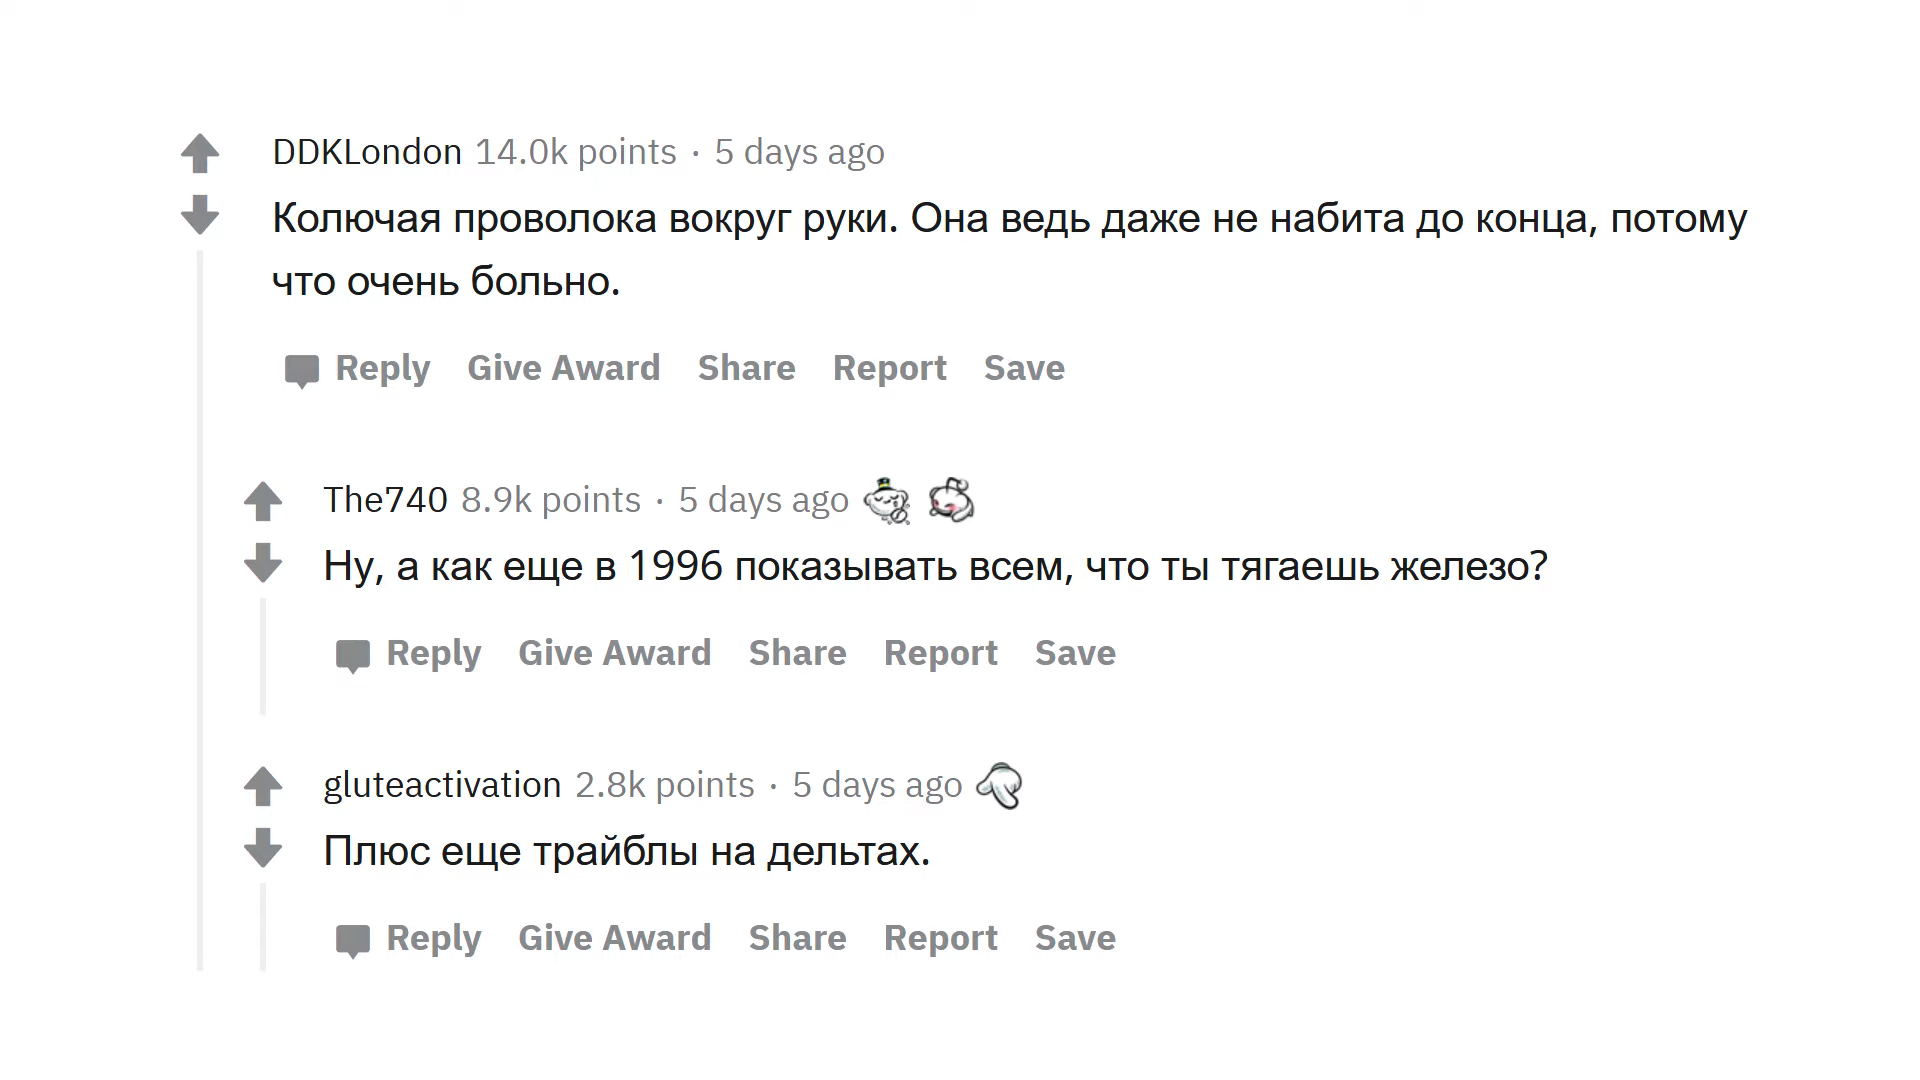 DDKLondon 14.0k points · 5 days ago
Колючая проволока вокруг руки. Она ведь даже не набита до конца, потому
что очень больно.
Reply Give Award Share Report Save
The740 8.9k points · 5 days ago
Ну, а как еще в 1996 показывать всем, что ты тягаешь железо?
Reply Give Award Share Report Save
gluteactivation 2.8k points · 5 days ago
Плюс еще трайблы на дельтах.
Reply Give Award Share Report Save